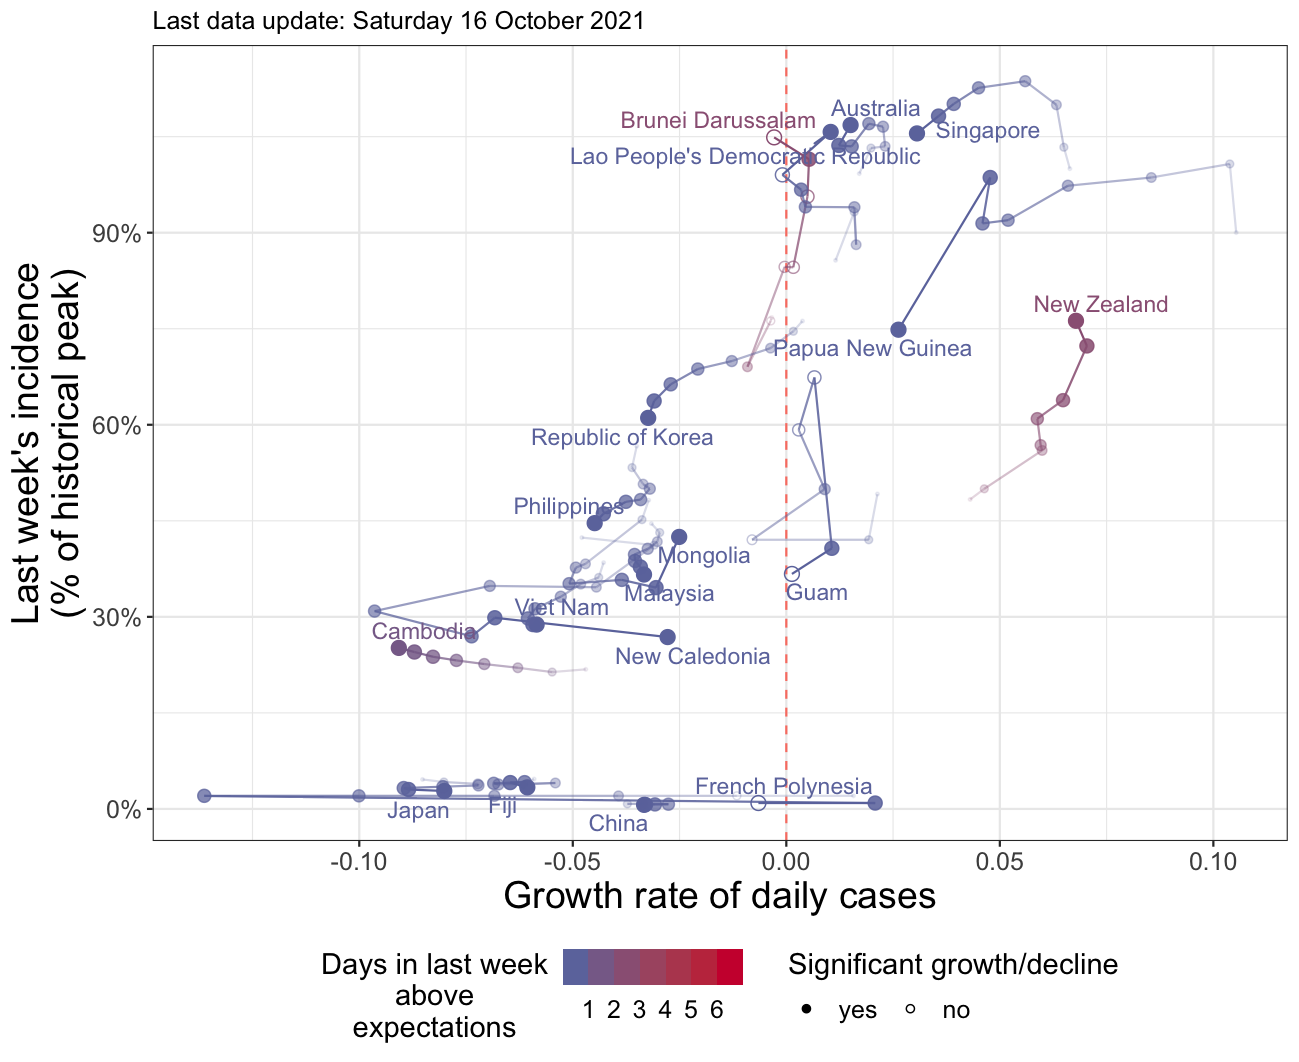 Last data update: Saturday 16 October 2021
Last week's incidence
(% of historical peak)
90%
60%
30%
0%
Brunei Darussalam
Australia
Singapore
Lao People's Democratic Republic
New Zealand
Papua New Guinea
Republic of Korea
Philippines
Mongolia
Malaysia
Guam
Viet Nam
Cambodia
New Caledonia
French Polynesia
Japan
Fiji
China
-0.10
-0.05
0.00
0.05
0.10
Growth rate of daily cases
Days in last week
above
expectations
1 2 3 4 5 6
Significant growth/decline
yes
no